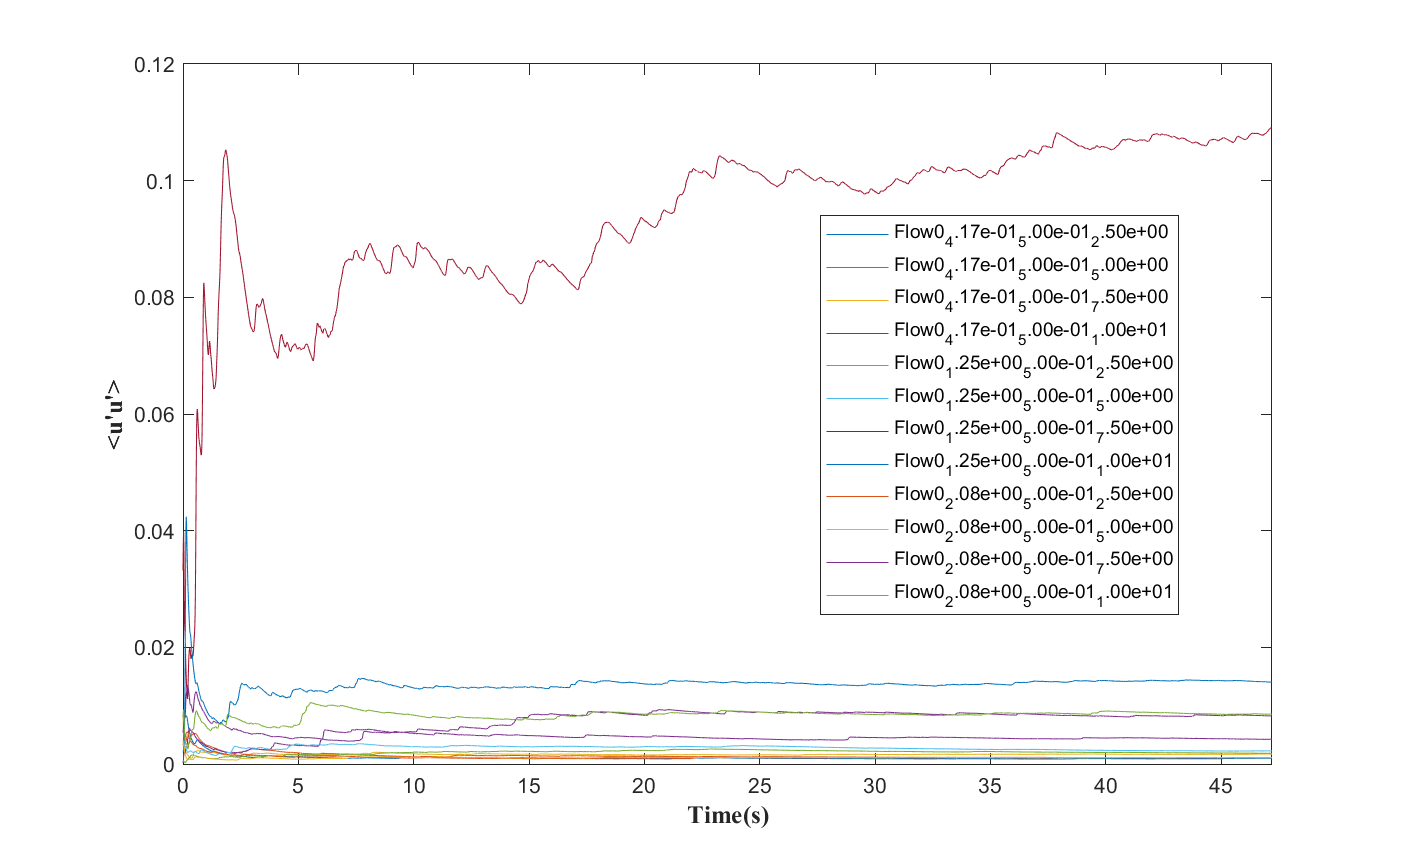 0.12
0.1
0.08
0.06
0.04
0.02
0
<u'u'>
0 5 10 15 20 25 30 35 40 45
Time(s)
Flow0₄.17e-01₅.00e-01₂.50e+00
Flow0₄.17e-01₅.00e-01₅.00e+00
Flow0₄.17e-01₅.00e-01₇.50e+00
Flow0₄.17e-01₅.00e-01₁.00e+01
Flow0₁.25e+00₅.00e-01₂.50e+00
Flow0₁.25e+00₅.00e-01₅.00e+00
Flow0₁.25e+00₅.00e-01₇.50e+00
Flow0₁.25e+00₅.00e-01₁.00e+01
Flow0₂.08e+00₅.00e-01₂.50e+00
Flow0₂.08e+00₅.00e-01₅.00e+00
Flow0₂.08e+00₅.00e-01₇.50e+00
Flow0₂.08e+00₅.00e-01₁.00e+01